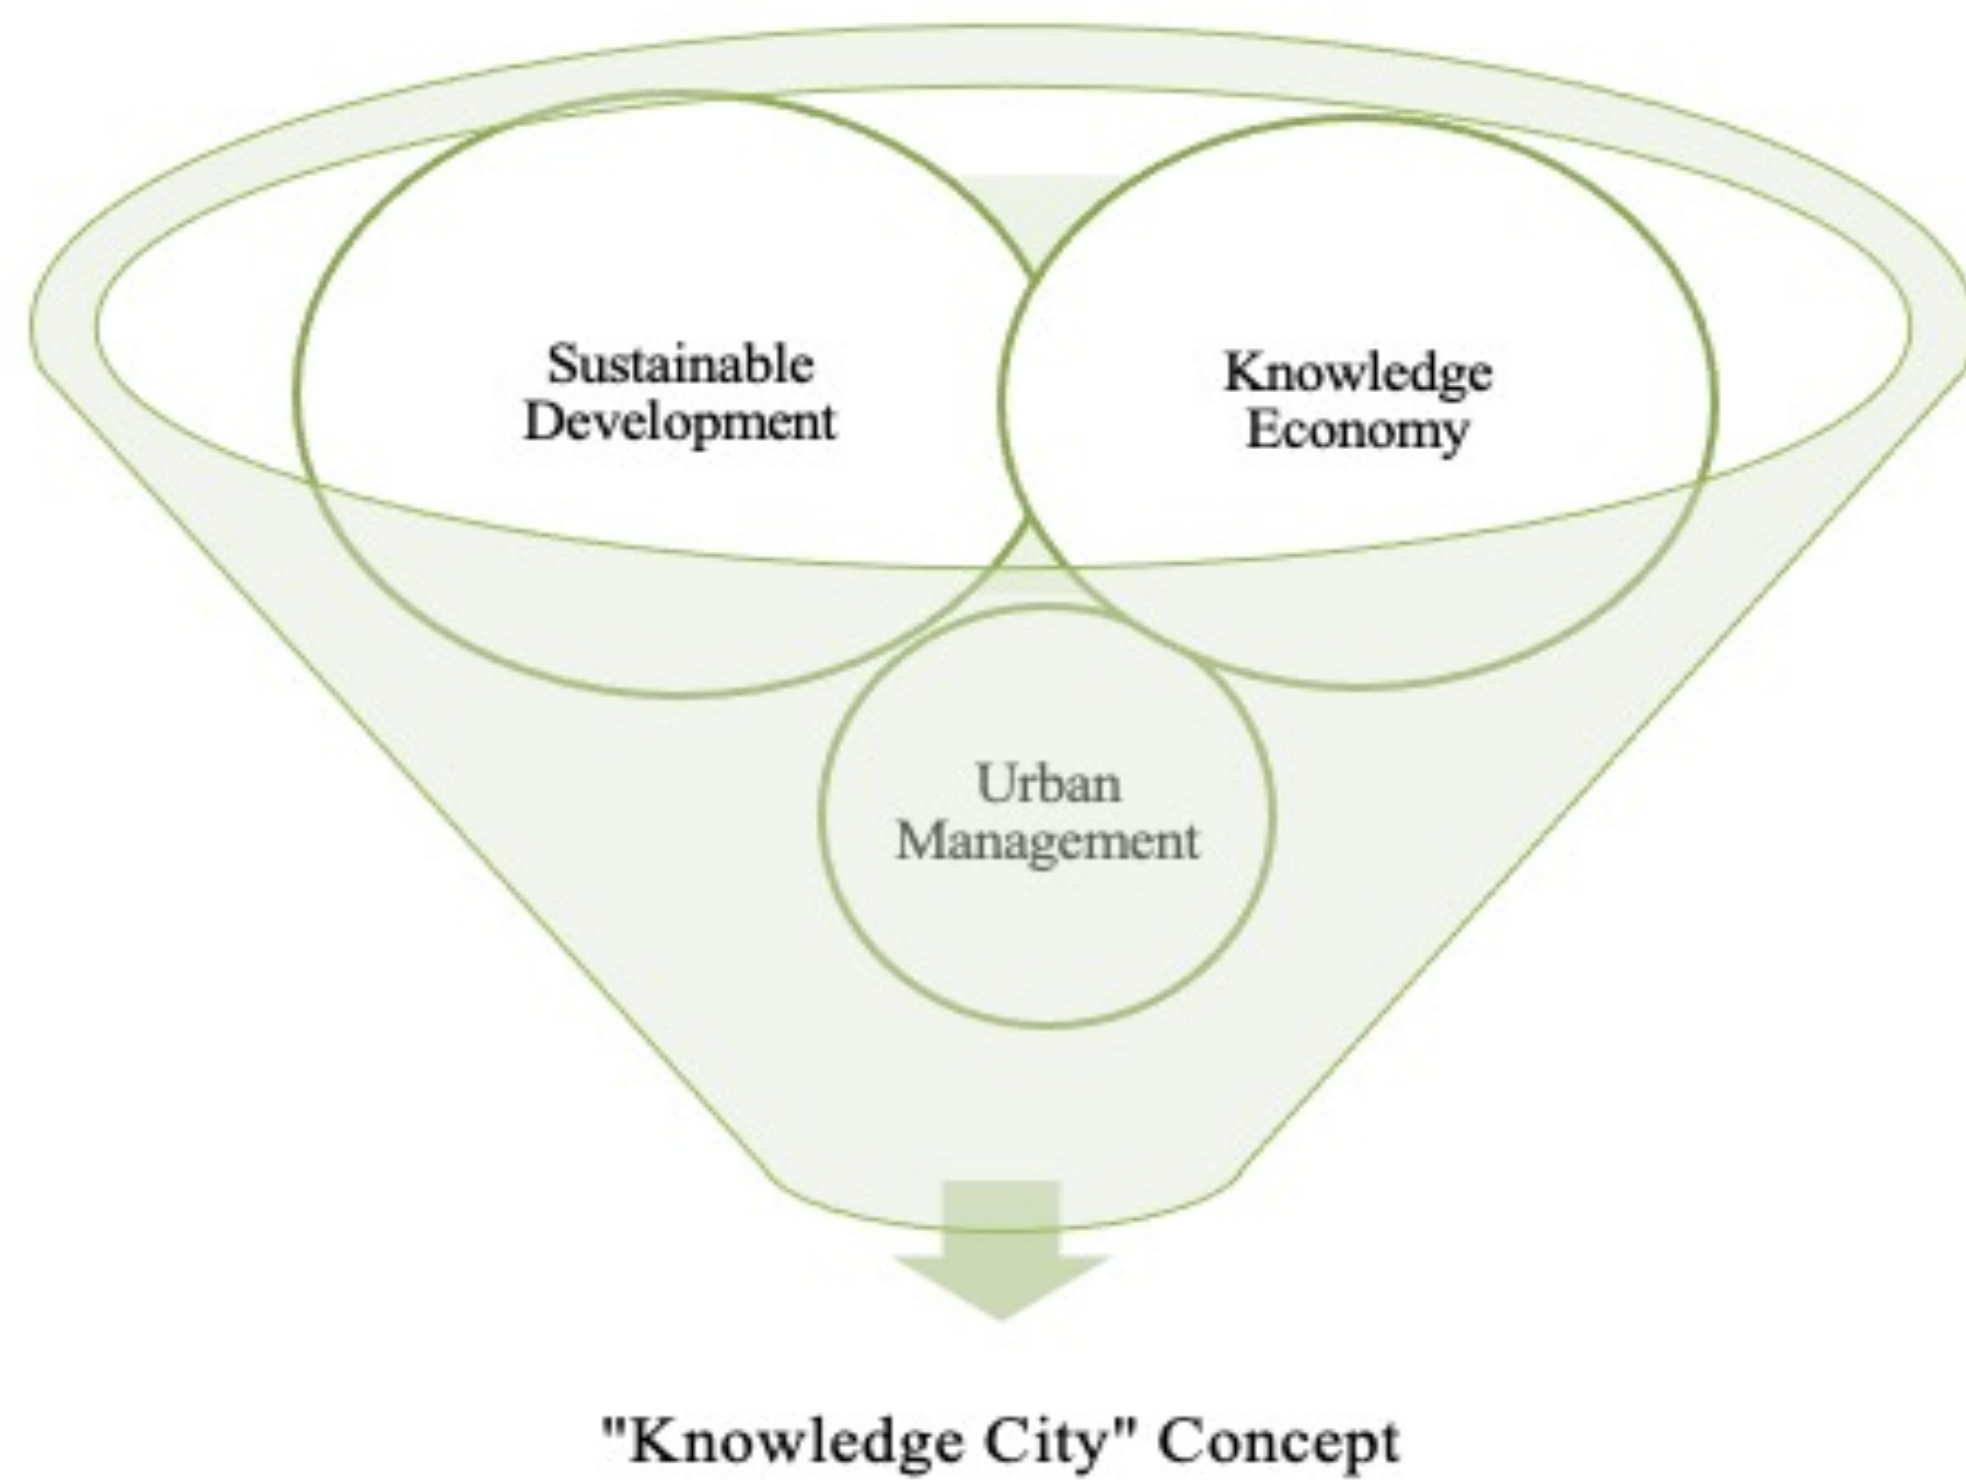 Sustainable
Development
Knowledge
Economy
Urban
Management
"Knowledge City" Concept